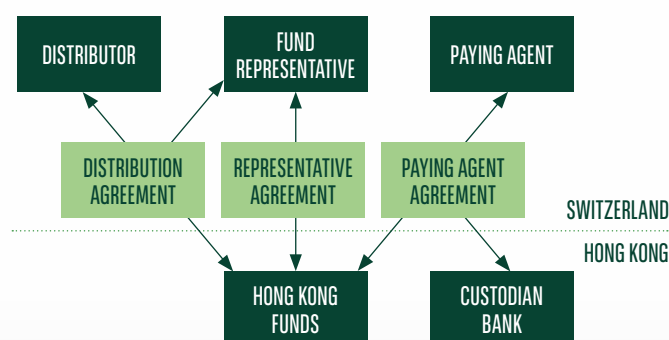 DISTRIBUTOR
FUND
REPRESENTATIVE
PAYING AGENT
DISTRIBUTION
AGREEMENT
REPRESENTATIVE
AGREEMENT
PAYING AGENT
AGREEMENT
SWITZERLAND
HONG KONG
HONG KONG
FUNDS
CUSTODIAN
BANK